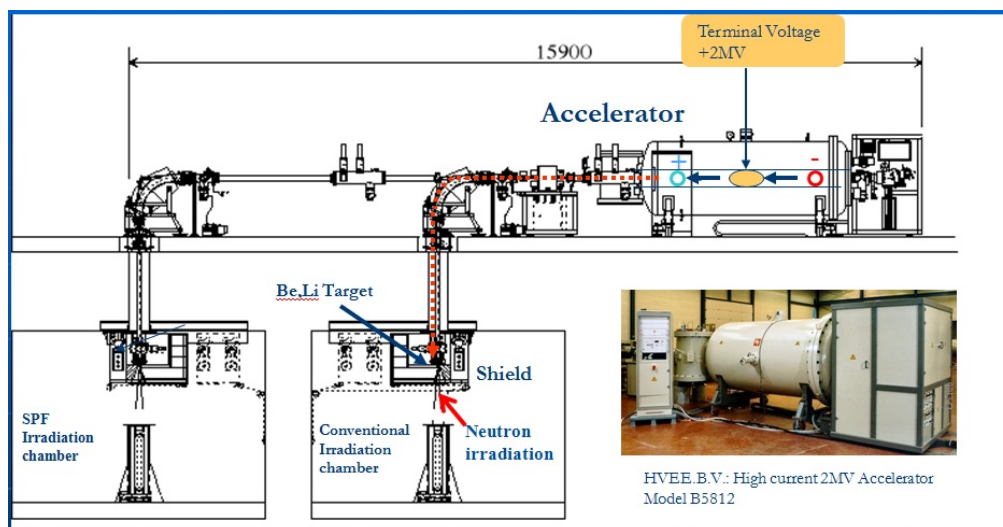 Terminal Voltage
+2MV
15900
Accelerator
+
-
Be,Li Target
Shield
SPF
Irradiation
chamber
Conventional
Irradiation
chamber
Neutron
irradiation
HVEE.B.V.: High current 2MV Accelerator
Model B5812